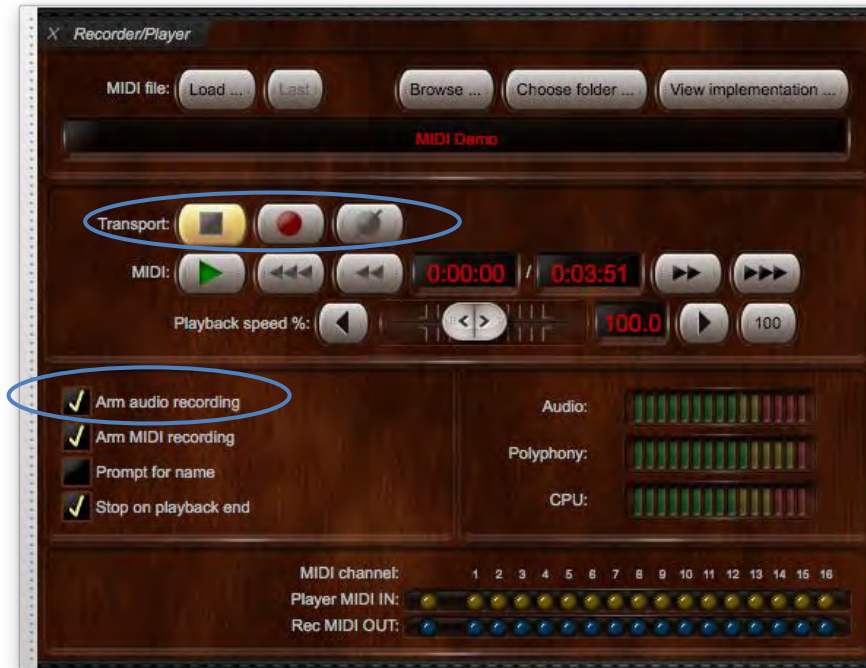 X Recorder/Player
MIDI file: Load ... Last Browse ... Choose folder ... View implementation ...
MIDI Demo
Transport:
MIDI: 0:00:00 / 0:03:51
Playback speed %: 100.0 100
Arm audio recording
Arm MIDI recording
Prompt for name
Stop on playback end
Audio:
Polyphony:
CPU:
MIDI channel: 1 2 3 4 5 6 7 8 9 10 11 12 13 14 15 16
Player MIDI IN:
Rec MIDI OUT: